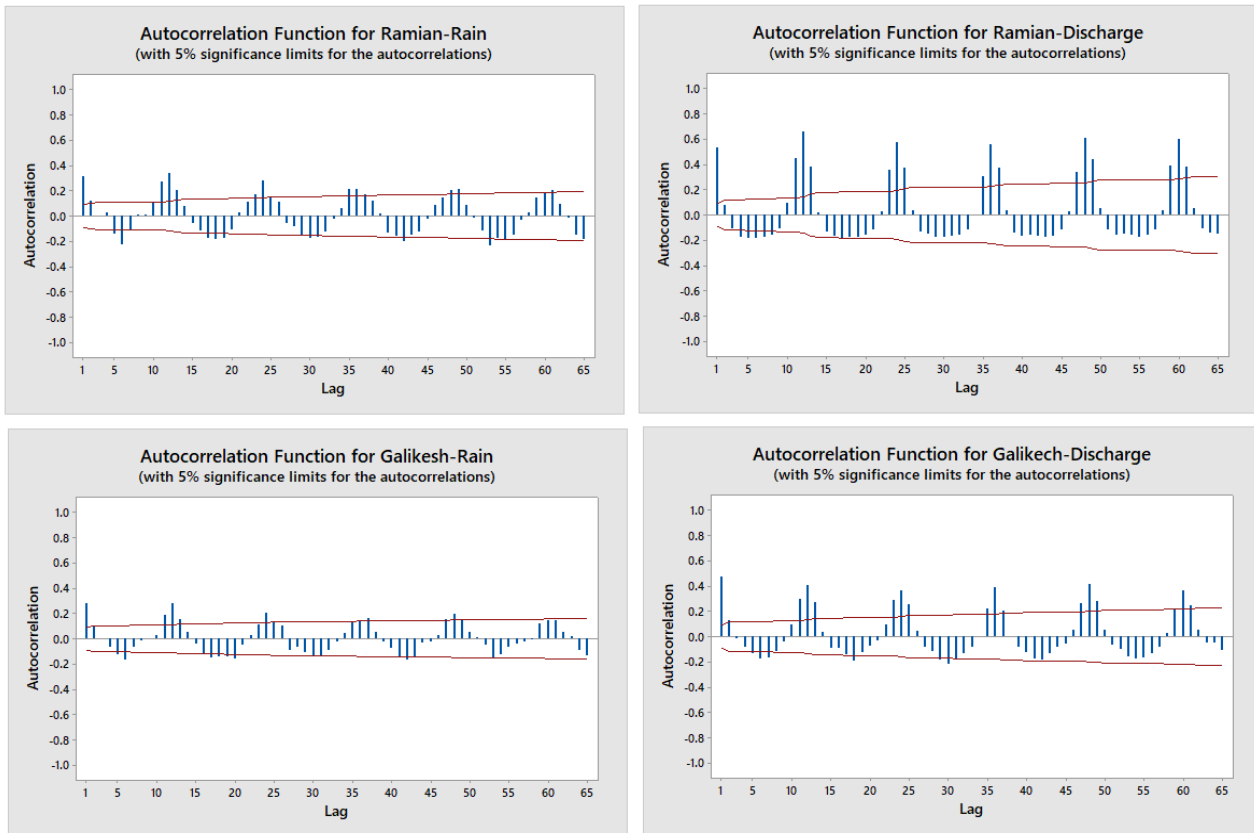 Autocorrelation Function for Ramian-Rain
(with 5% significance limits for the autocorrelations)
1.0
0.8
0.6
0.4
0.2
0.0
-0.2
-0.4
-0.6
-0.8
-1.0
Autocorrelation
1 5 10 15 20 25 30 35 40 45 50 55 60 65
Lag
Autocorrelation Function for Ramian-Discharge
(with 5% significance limits for the autocorrelations)
1.0
0.8
0.6
0.4
0.2
0.0
-0.2
-0.4
-0.6
-0.8
-1.0
Autocorrelation
1 5 10 15 20 25 30 35 40 45 50 55 60 65
Lag
Autocorrelation Function for Galikesh-Rain
(with 5% significance limits for the autocorrelations)
1.0
0.8
0.6
0.4
0.2
0.0
-0.2
-0.4
-0.6
-0.8
-1.0
Autocorrelation
1 5 10 15 20 25 30 35 40 45 50 55 60 65
Lag
Autocorrelation Function for Galikech-Discharge
(with 5% significance limits for the autocorrelations)
1.0
0.8
0.6
0.4
0.2
0.0
-0.2
-0.4
-0.6
-0.8
-1.0
Autocorrelation
1 5 10 15 20 25 30 35 40 45 50 55 60 65
Lag